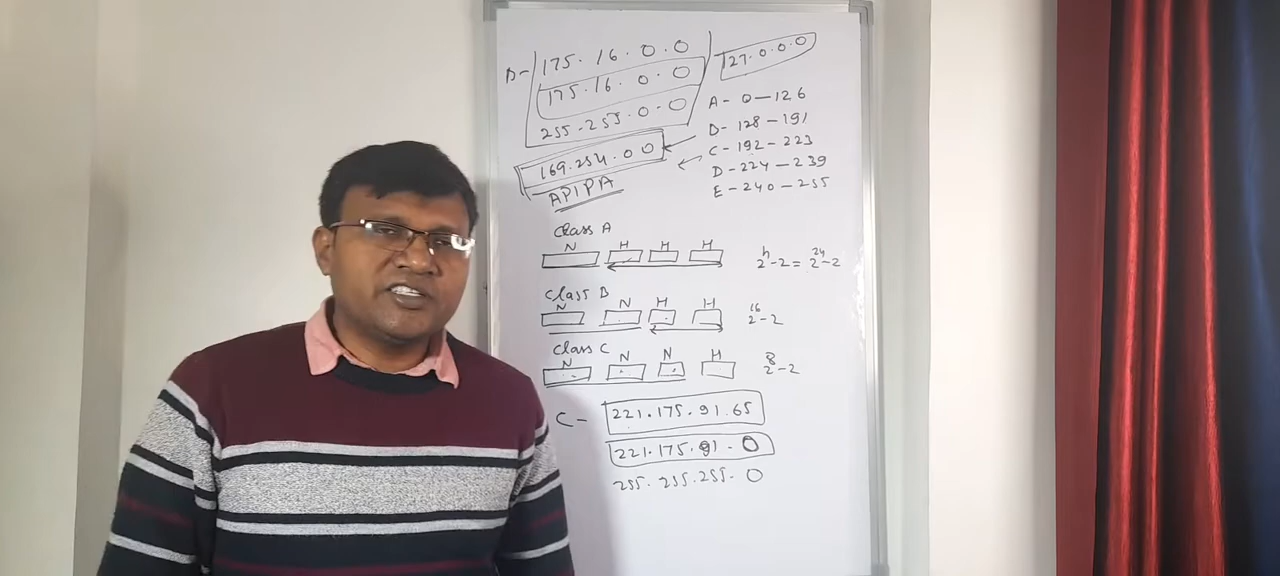 B- 175.16.0.0
175.16.0.0
255.255.0.0
127.0.0.0
169.254.0.0
APIPA
A - 0 - 126
B - 128 - 191
C - 192 - 223
D - 224 - 239
E - 240 - 255
Class A
N H H H
2^h-2 = 2^24-2
Class B
N N H H
2^16-2
Class C
N N N H
2^8-2
C - 221.175.91.65
221.175.91.0
255.255.255.0